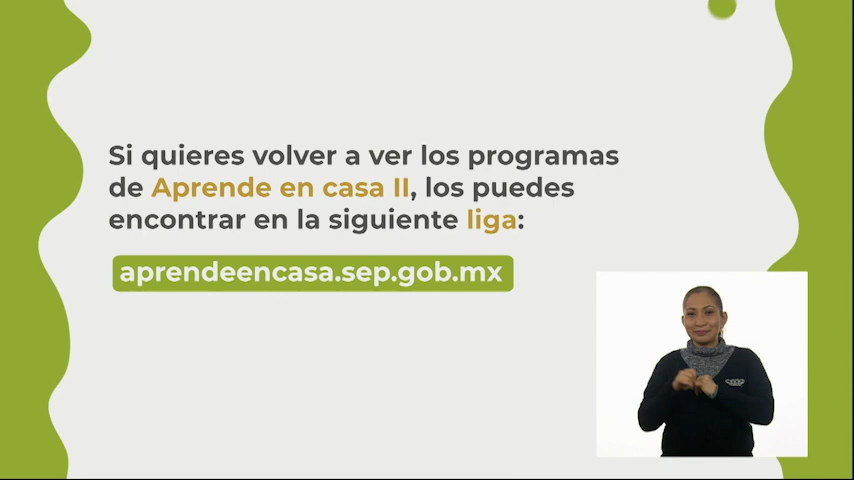 Si quieres volver a ver los programas
de Aprende en casa II, los puedes
encontrar en la siguiente liga:
aprendeencasa.sep.gob.mx